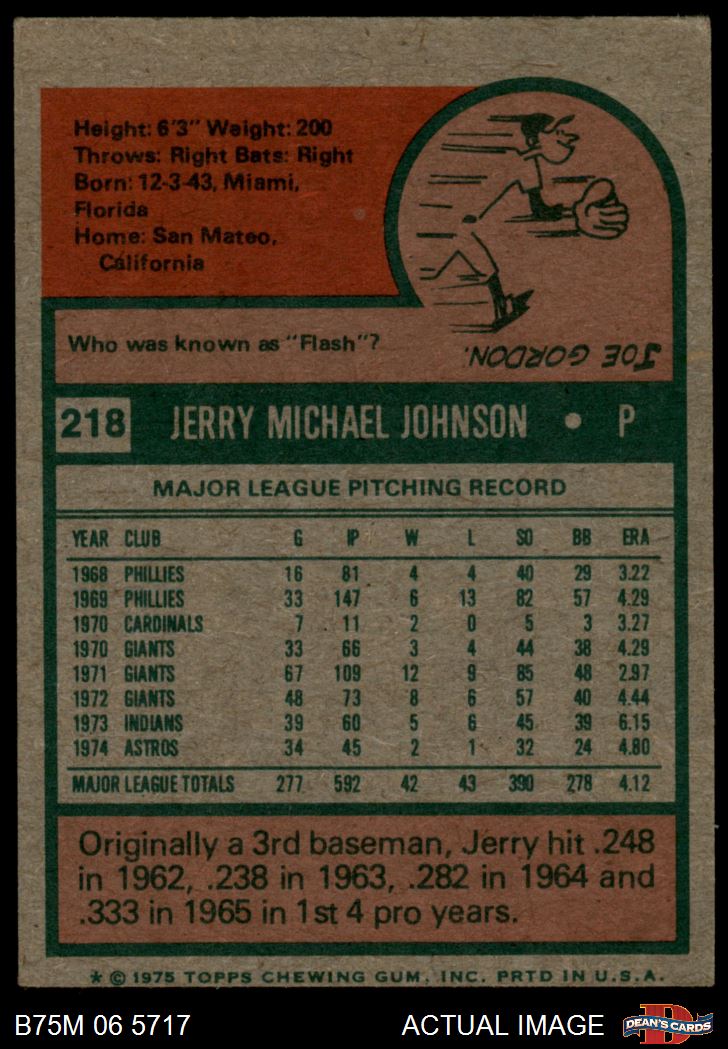 Height: 6'3" Weight: 200
Throws: Right Bats: Right
Born: 12-3-43, Miami,
Florida
Home: San Mateo,
California
Who was known as "Flash"?
JOE GORDON.
218 JERRY MICHAEL JOHNSON • P
MAJOR LEAGUE PITCHING RECORD
YEAR CLUB G IP W L SO BB ERA
1968 PHILLIES 16 81 4 4 40 29 3.22
1969 PHILLIES 33 147 6 13 82 57 4.29
1970 CARDINALS 7 11 2 0 5 3 3.27
1970 GIANTS 33 66 3 4 44 38 4.29
1971 GIANTS 67 109 12 9 85 48 2.97
1972 GIANTS 48 73 8 6 57 40 4.44
1973 INDIANS 39 60 5 6 45 39 6.15
1974 ASTROS 34 45 2 1 32 24 4.80
MAJOR LEAGUE TOTALS 277 592 42 43 390 278 4.12
Originally a 3rd baseman, Jerry hit .248
in 1962, .238 in 1963, .282 in 1964 and
.333 in 1965 in 1st 4 pro years.
* © 1975 TOPPS CHEWING GUM, INC. PRTD IN U.S.A.
B75M 06 5717 ACTUAL IMAGE DEAN'S CARDS